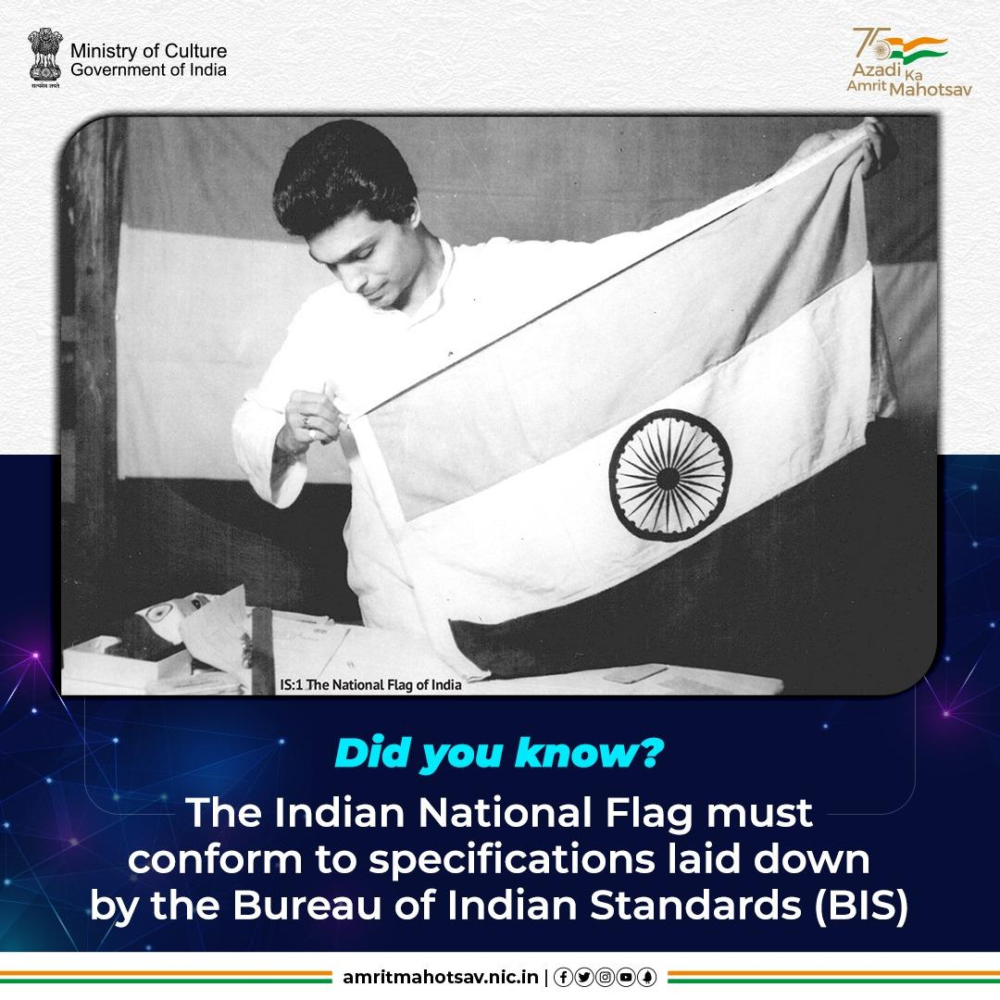 Ministry of Culture
Government of India
सत्यमेव जयते
75
Azadi Ka
Amrit Mahotsav
IS:1 The National Flag of India
Did you know?
The Indian National Flag must
conform to specifications laid down
by the Bureau of Indian Standards (BIS)
amritmahotsav.nic.in |